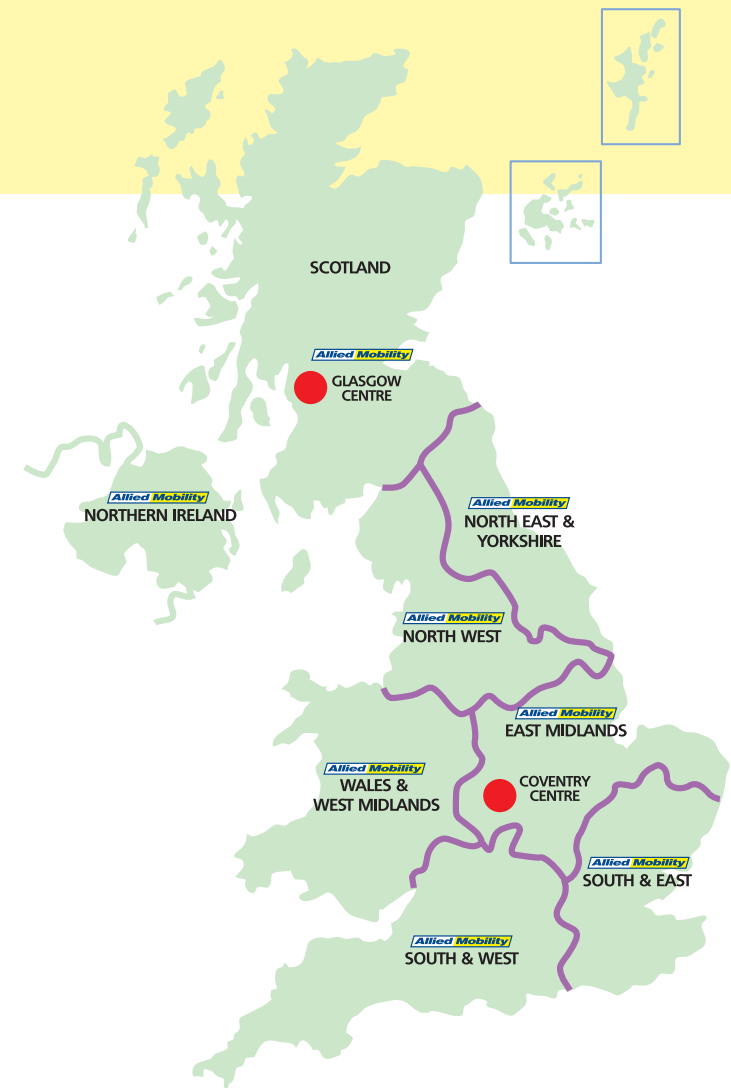 SCOTLAND
Allied Mobility
GLASGOW
CENTRE
Allied Mobility
NORTHERN IRELAND
Allied Mobility
NORTH EAST &
YORKSHIRE
Allied Mobility
NORTH WEST
Allied Mobility
EAST MIDLANDS
Allied Mobility
WALES &
WEST MIDLANDS
COVENTRY
CENTRE
Allied Mobility
SOUTH & EAST
Allied Mobility
SOUTH & WEST